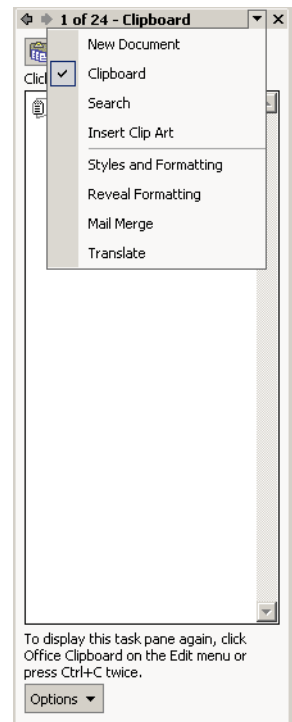 1 of 24 - Clipboard
New Document
Clic
Clipboard
Search
Insert Clip Art
Styles and Formatting
Reveal Formatting
Mail Merge
Translate
To display this task pane again, click
Office Clipboard on the Edit menu or
press Ctrl+C twice.
Options